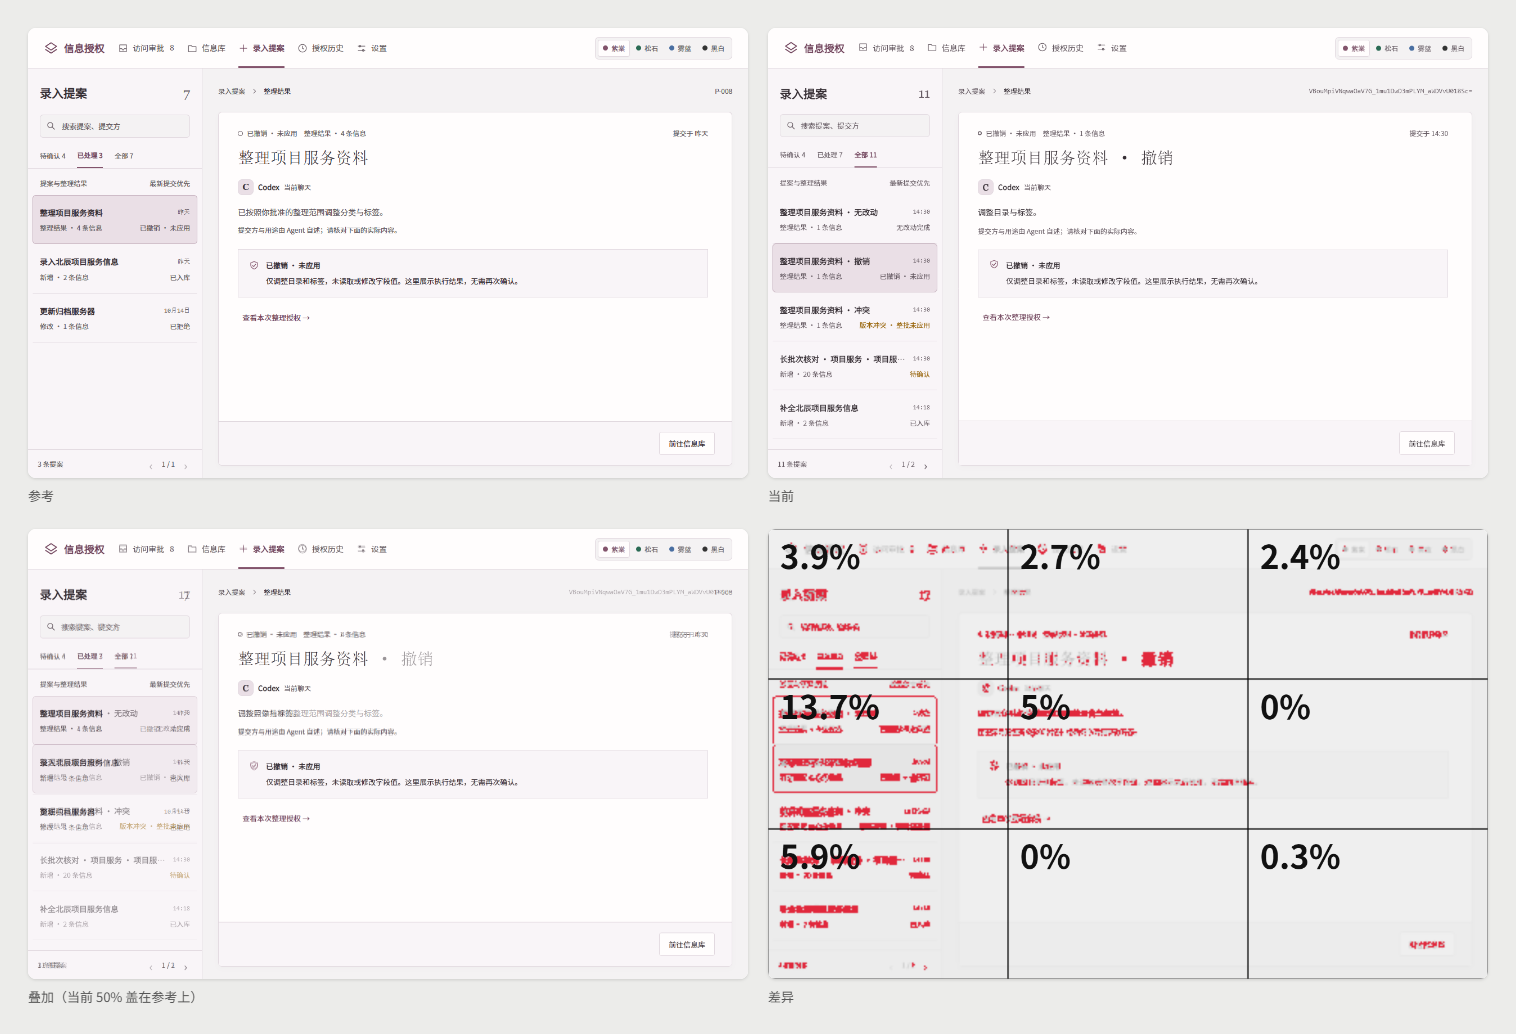 信息授权 访问审批 8 信息库 录入提案 授权历史 设置 紫棠 松石 雾蓝 黑白
录入提案 7
搜索提案、提交方
待确认 4 已处理 3 全部 7
提案与整理结果 最新提交优先
整理项目服务资料 昨天
整理结果 · 4 条信息 已撤销 · 未应用
录入北辰项目服务信息 昨天
新增 · 2 条信息 已入库
更新归档服务器 10月14日
修改 · 1 条信息 已拒绝
3 条提案 ‹ 1 / 1 ›
录入提案 > 整理结果 P-008
已撤销 · 未应用 整理结果 · 4 条信息 提交于 昨天
整理项目服务资料
C Codex 当前聊天
已按照你批准的整理范围调整分类与标签。
提交方与用途由 Agent 自述；请核对下面的实际内容。
已撤销 · 未应用
仅调整目录和标签，未读取或修改字段值。这里展示执行结果，无需再次确认。
查看本次整理授权 →
前往信息库
参考
信息授权 访问审批 8 信息库 录入提案 授权历史 设置 紫棠 松石 雾蓝 黑白
录入提案 11
搜索提案、提交方
待确认 4 已处理 7 全部 11
提案与整理结果 最新提交优先
整理项目服务资料 · 无改动 14:30
整理结果 · 1 条信息 无改动完成
整理项目服务资料 · 撤销 14:30
整理结果 · 1 条信息 已撤销 · 未应用
整理项目服务资料 · 冲突 14:30
整理结果 · 1 条信息 版本冲突 · 整批未应用
长批次核对 · 项目服务 · 项目服… 14:30
新增 · 20 条信息 待确认
补全北辰项目服务信息 14:18
新增 · 2 条信息 已入库
11 条提案 ‹ 1 / 2 ›
录入提案 > 整理结果
已撤销 · 未应用 整理结果 · 1 条信息 提交于 14:30
整理项目服务资料 · 撤销
C Codex 当前聊天
调整目录与标签。
提交方与用途由 Agent 自述；请核对下面的实际内容。
已撤销 · 未应用
仅调整目录和标签，未读取或修改字段值。这里展示执行结果，无需再次确认。
查看本次整理授权 →
前往信息库
当前
信息授权 访问审批 8 信息库 录入提案 授权历史 设置 紫棠 松石 雾蓝 黑白
录入提案
搜索提案、提交方
待确认 4 已处理 3 全部 11
提案与整理结果 最新提交优先
整理项目服务资料 · 无改动
整理结果 · 条信息
长批次核对 · 项目服务 · 项目服… 14:30
新增 · 20 条信息 待确认
补全北辰项目服务信息 14:18
新增 · 2 条信息 已入库
录入提案 > 整理结果
已撤销 · 未应用 整理结果 · 条信息
整理项目服务资料 · 撤销
C Codex 当前聊天
提交方与用途由 Agent 自述；请核对下面的实际内容。
已撤销 · 未应用
仅调整目录和标签，未读取或修改字段值。这里展示执行结果，无需再次确认。
查看本次整理授权 →
前往信息库
叠加（当前 50% 盖在参考上）
3.9% 2.7% 2.4%
13.7% 5% 0%
5.9% 0% 0.3%
差异